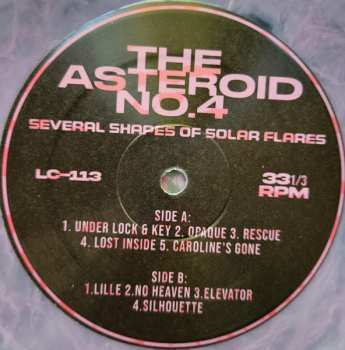 THE
ASTEROID
NO.4
SEVERAL SHAPES OF SOLAR FLARES
LC-113
33 1/3
RPM
SIDE A:
1. UNDER LOCK & KEY 2. OPAQUE 3. RESCUE
4. LOST INSIDE 5. CAROLINE'S GONE
SIDE B:
1.LILLE 2.NO HEAVEN 3.ELEVATOR
4.SILHOUETTE